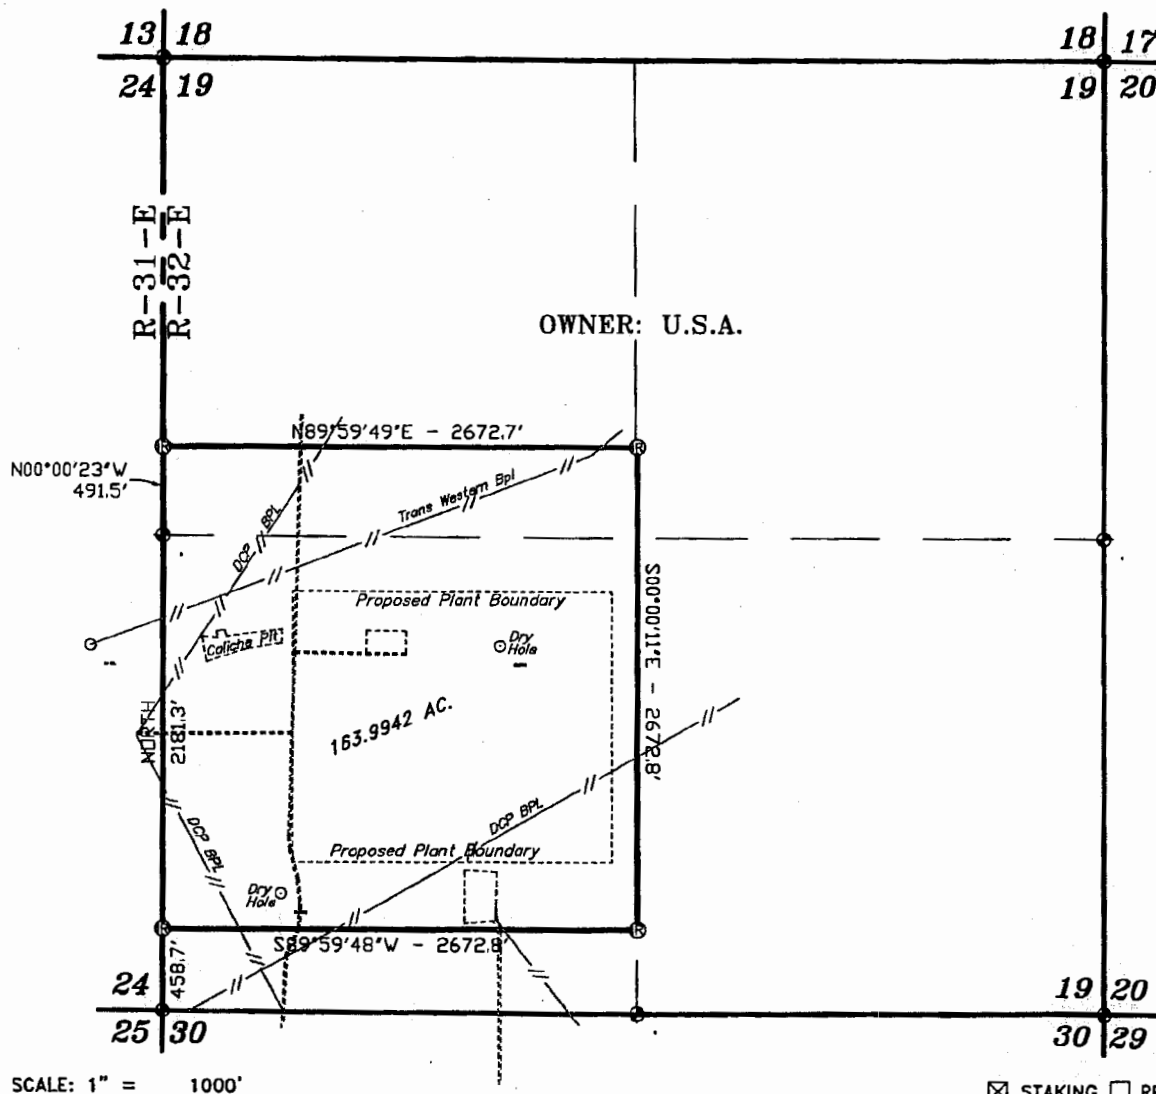 13 18
24 19
18 17
19 20
R-31-E
R-32-E
OWNER: U.S.A.
N89°59'49"E - 2672.7'
N00°00'23"W
491.5'
Trans Western Bpl
DCP BPL
Proposed Plant Boundary
Caliche Pit
Dry
Hole
S00°00'11"E - 2672.8'
NORTH
2181.3'
163.9942 AC.
DCP BPL
DCP BPL
Proposed Plant Boundary
Dry
Hole
S89°59'48"W - 2672.8'
458.7'
24
25 30
19 20
30 29
SCALE: 1" = 1000'
STAKING